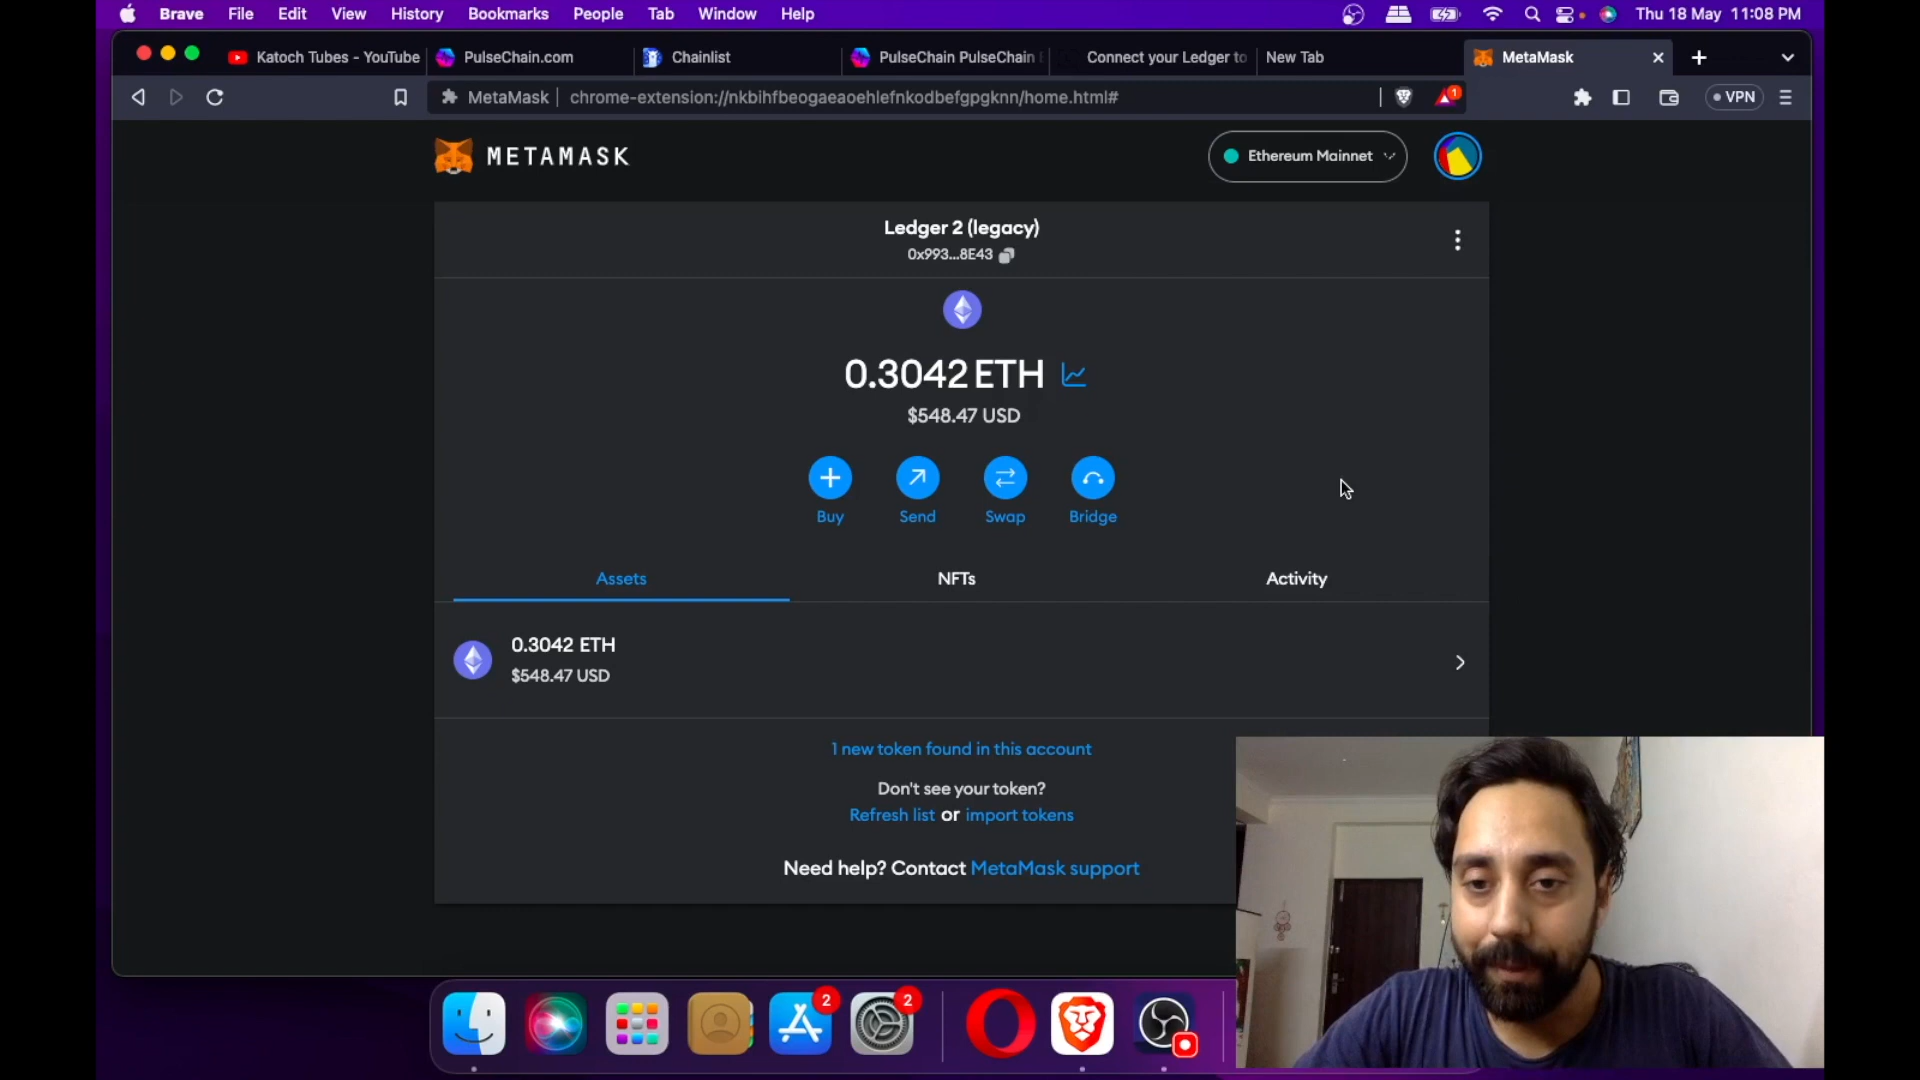 Brave File Edit View History Bookmarks People Tab Window Help Thu 18 May 11:08 PM
Katoch Tubes - YouTube PulseChain.com Chainlist PulseChain PulseChain Connect your Ledger to New Tab MetaMask
MetaMask chrome-extension://nkbihfbeogaeaoehlefnkodbefgpgknn/home.html# 1 VPN
METAMASK Ethereum Mainnet
Ledger 2 (legacy)
0x993...8E43
0.3042 ETH
$548.47 USD
Buy Send Swap Bridge
Assets NFTs Activity
0.3042 ETH
$548.47 USD
1 new token found in this account
Don't see your token?
Refresh list or import tokens
Need help? Contact MetaMask support
2 2